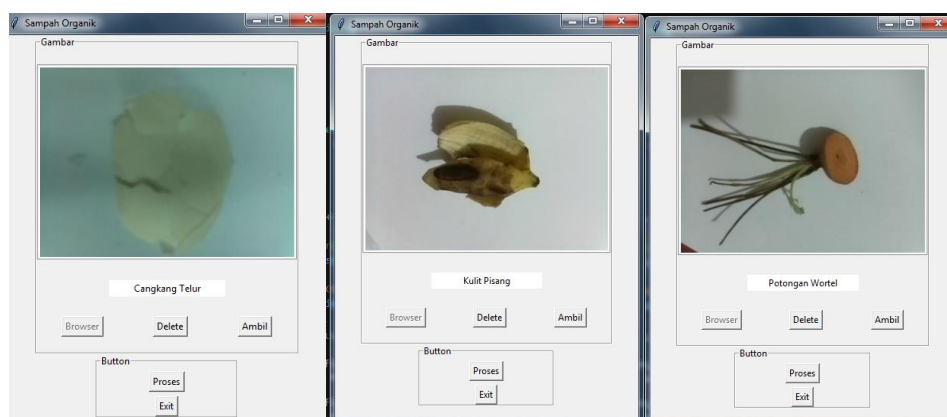 Sampah Organik
Gambar
Cangkang Telur
Browser Delete Ambil
Button
Proses
Exit
Sampah Organik
Gambar
Kulit Pisang
Browser Delete Ambil
Button
Proses
Exit
Sampah Organik
Gambar
Potongan Wortel
Browser Delete Ambil
Button
Proses
Exit